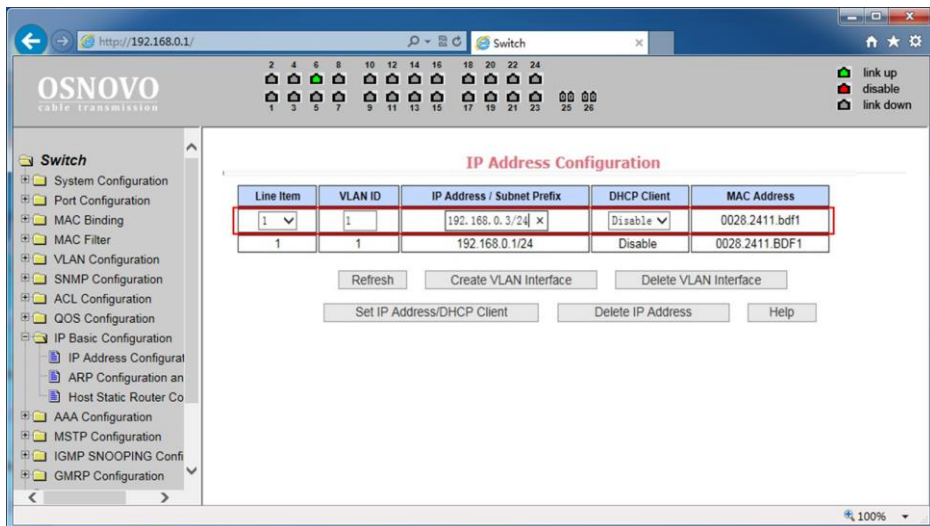 http://192.168.0.1/
Switch
OSNOVO
cable transmission
2 4 6 8 10 12 14 16 18 20 22 24
1 3 5 7 9 11 13 15 17 19 21 23 25 26
link up
disable
link down
Switch
System Configuration
Port Configuration
MAC Binding
MAC Filter
VLAN Configuration
SNMP Configuration
ACL Configuration
QOS Configuration
IP Basic Configuration
IP Address Configurat
ARP Configuration an
Host Static Router Co
AAA Configuration
MSTP Configuration
IGMP SNOOPING Confi
GMRP Configuration
IP Address Configuration
Line Item VLAN ID IP Address / Subnet Prefix DHCP Client MAC Address
1 1 192.168.0.3/24 Disable 0028.2411.bdf1
1 1 192.168.0.1/24 Disable 0028.2411.BDF1
Refresh Create VLAN Interface Delete VLAN Interface
Set IP Address/DHCP Client Delete IP Address Help
100%